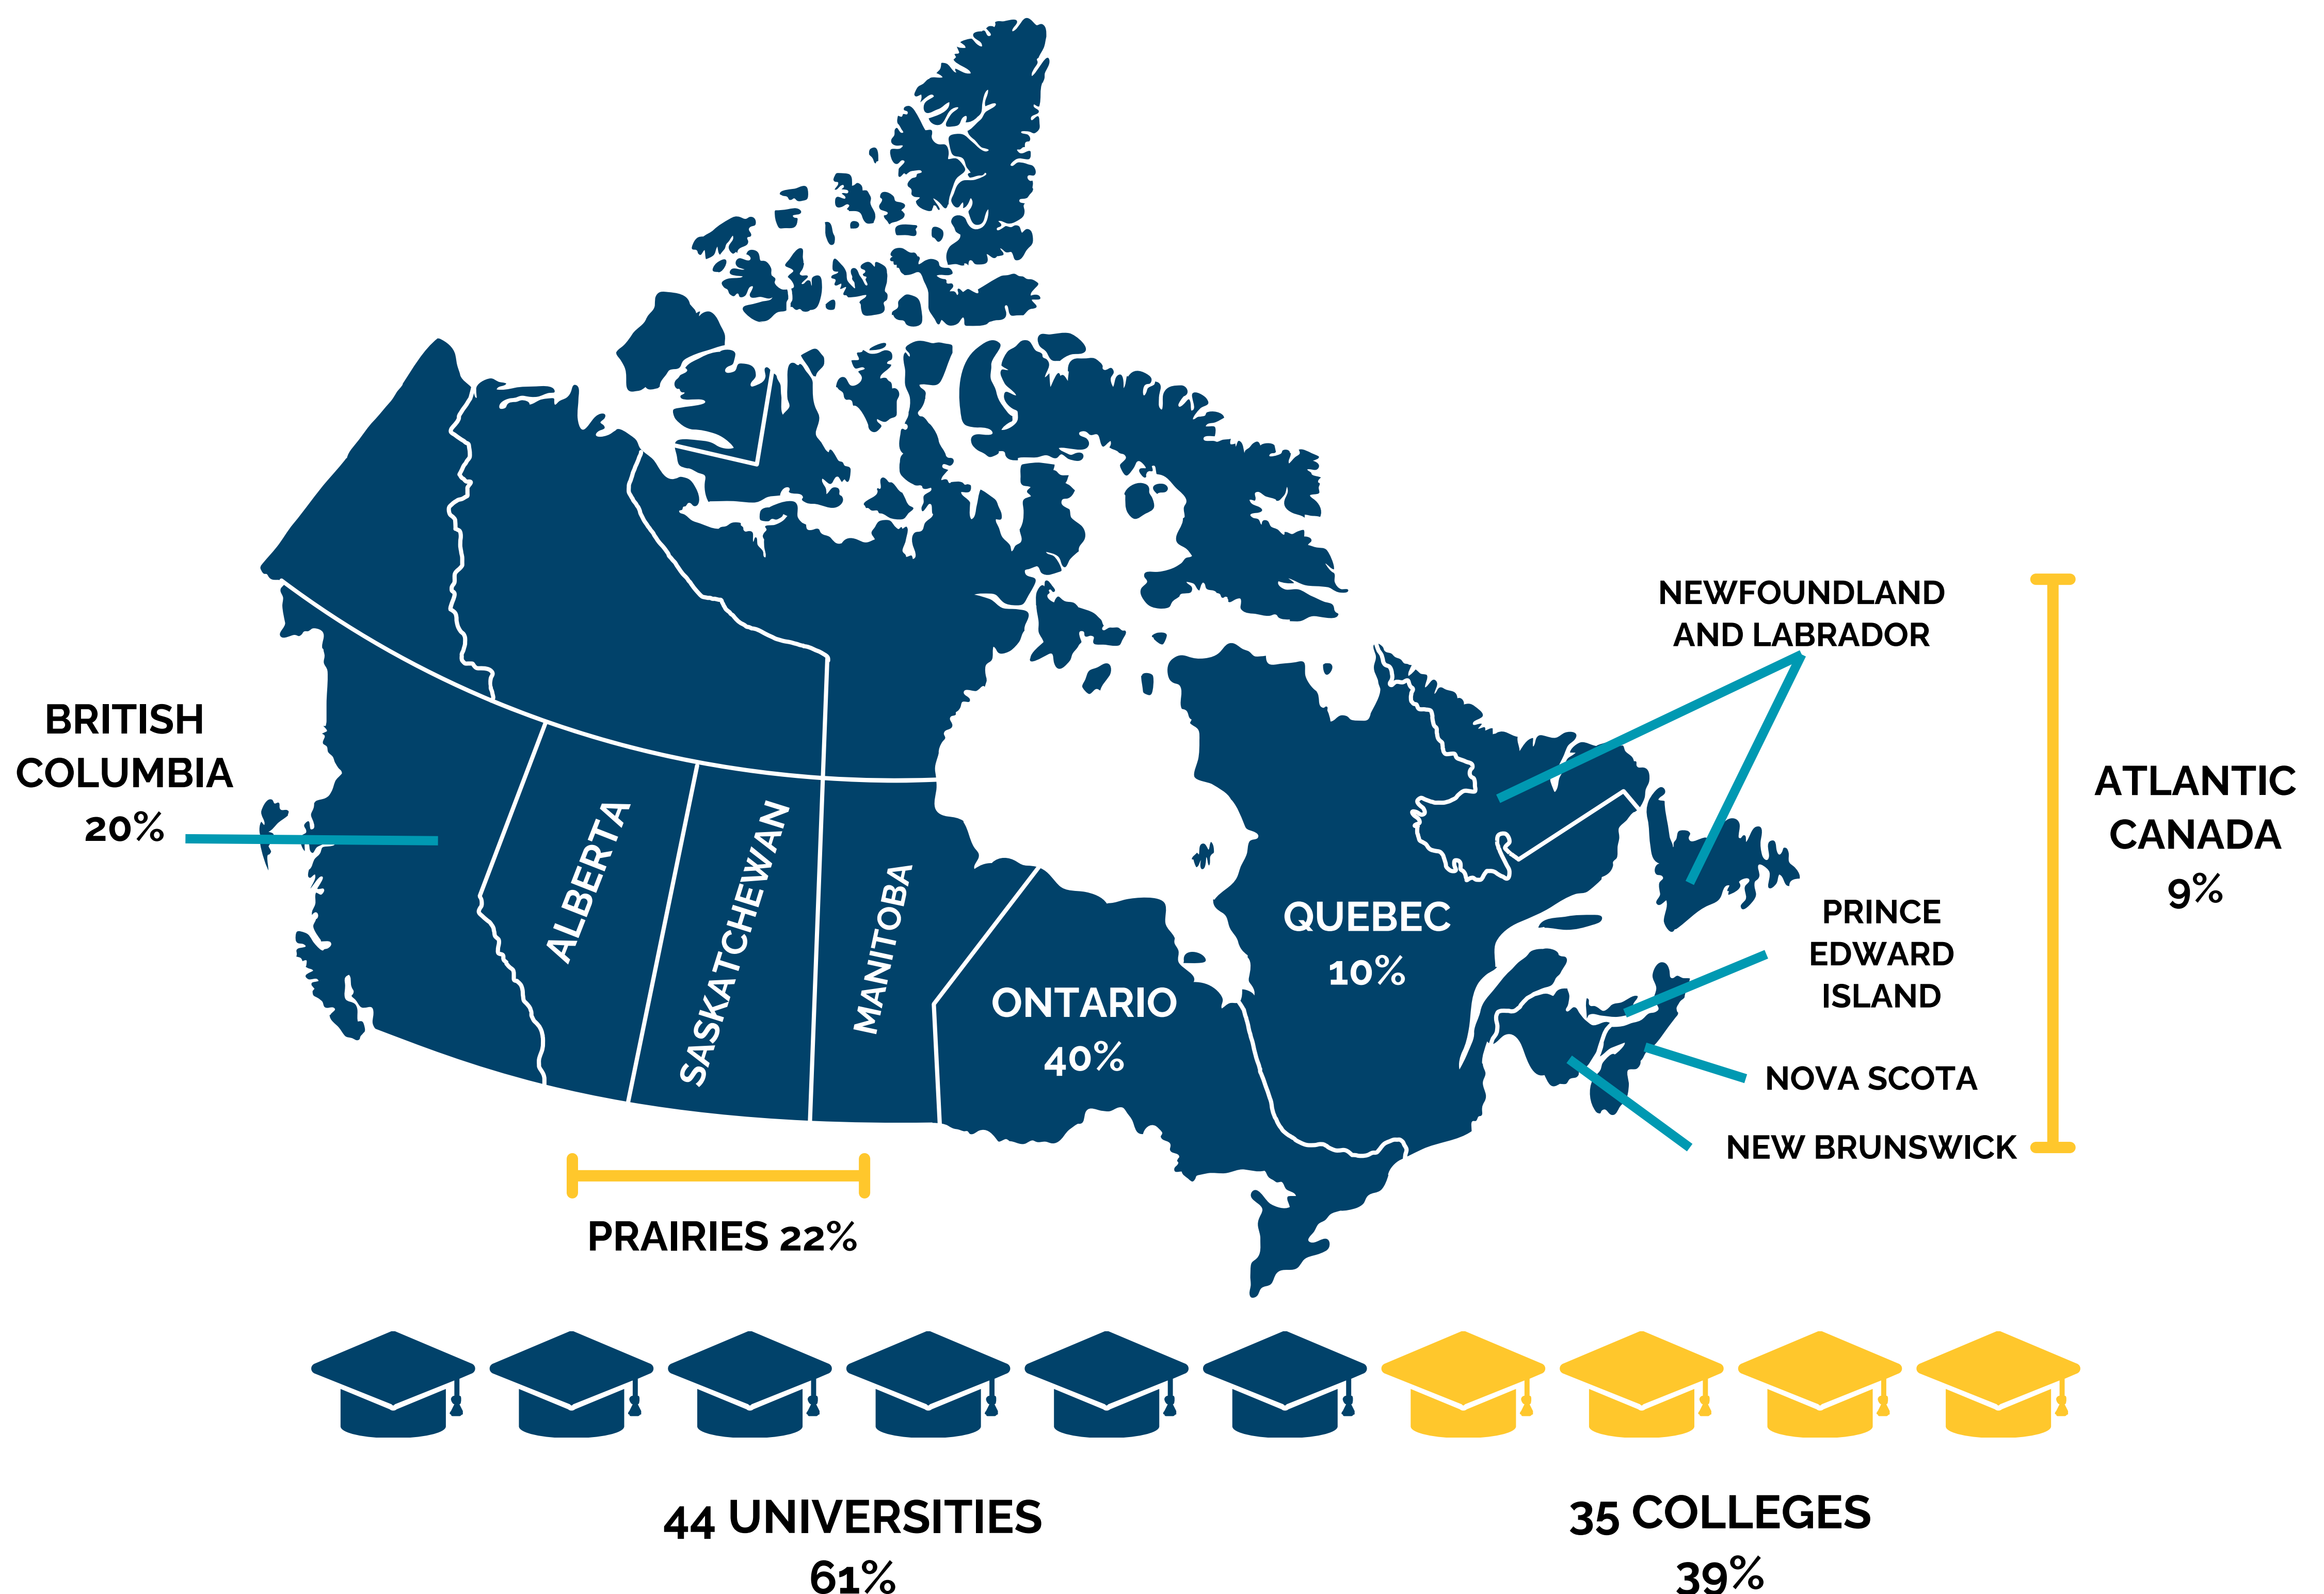 NEWFOUNDLAND
AND LABRADOR
BRITISH
COLUMBIA
20%
ATLANTIC
CANADA
9%
ALBERTA
SASKATCHEWAN
MANITOBA
QUEBEC
10%
PRINCE
EDWARD
ISLAND
ONTARIO
40%
NOVA SCOTA
NEW BRUNSWICK
PRAIRIES 22%
44 UNIVERSITIES
61%
35 COLLEGES
39%